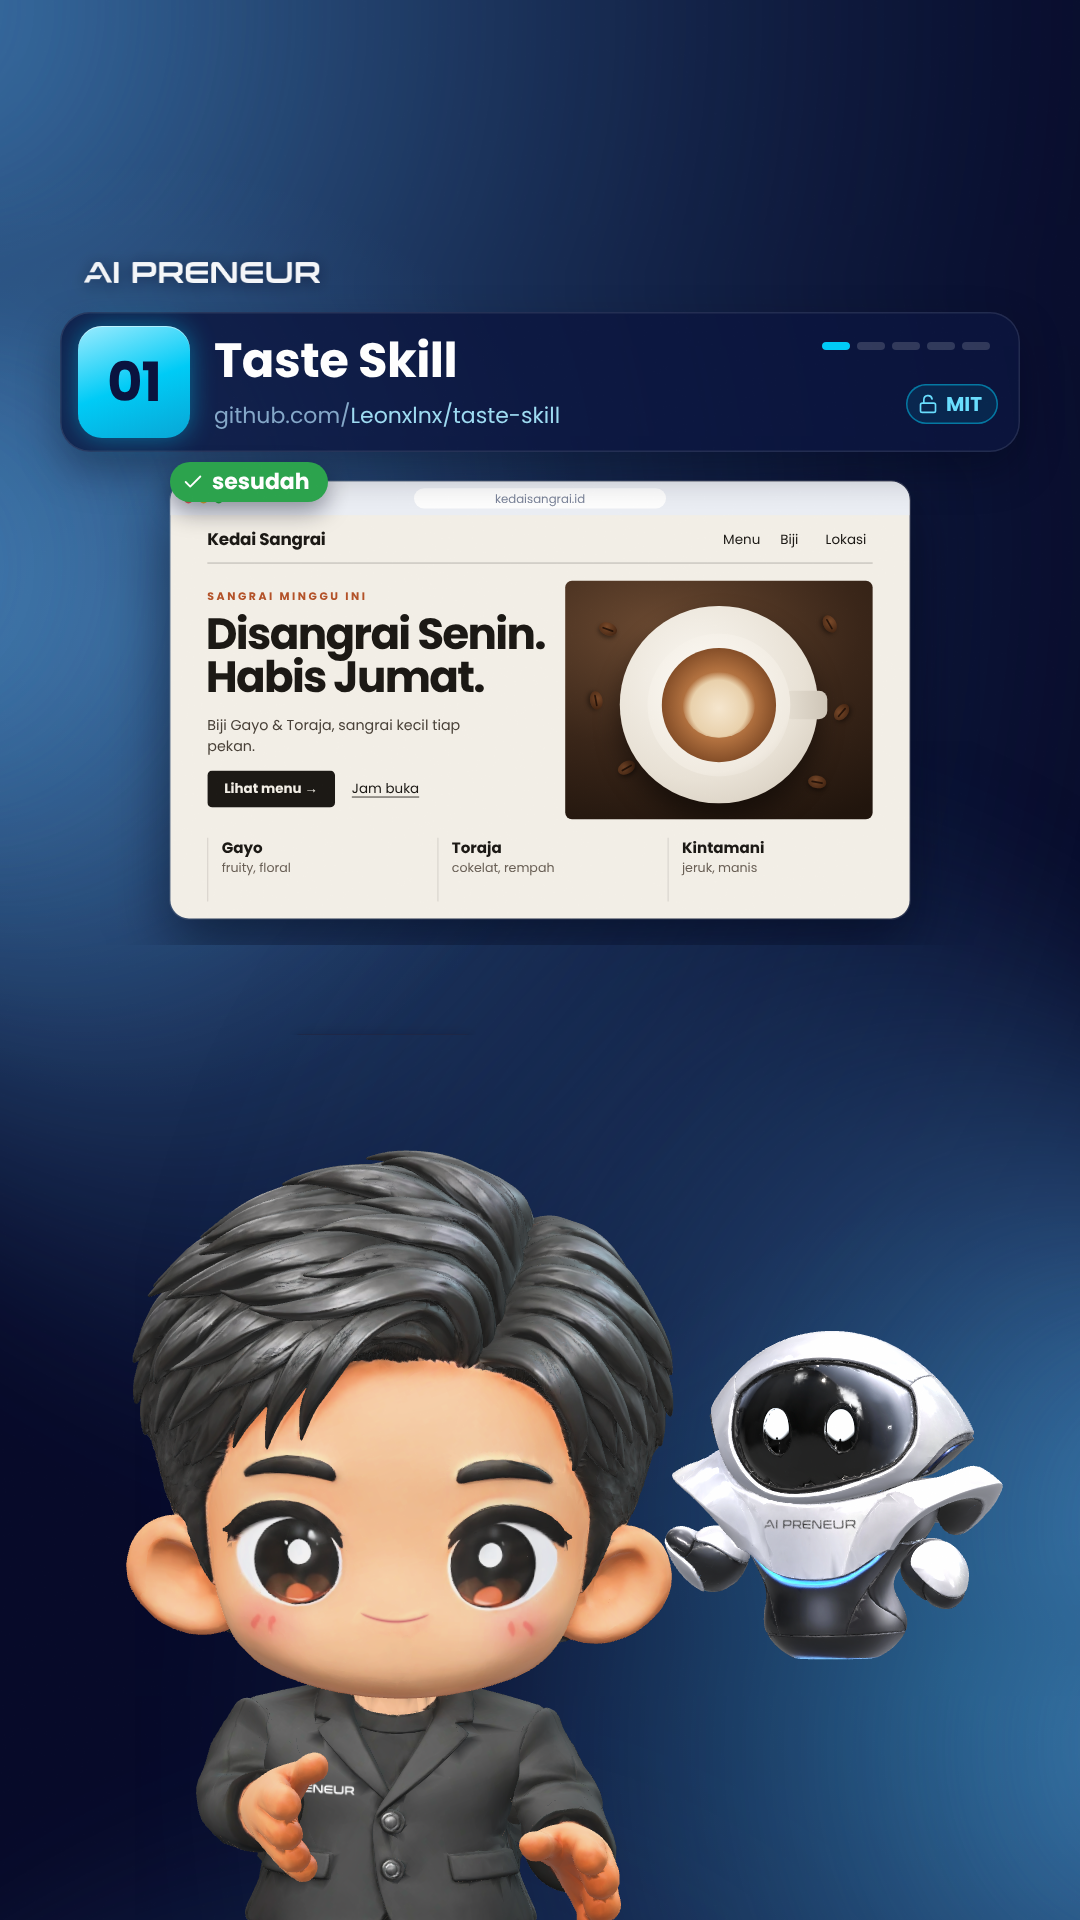 AI PRENEUR
01
Taste Skill
github.com/Leonxlnx/taste-skill
MIT
sesudah
kedaisangrai.id
Kedai Sangrai
Menu Biji Lokasi
SANGRAI MINGGU INI
Disangrai Senin.
Habis Jumat.
Biji Gayo & Toraja, sangrai kecil tiap
pekan.
Lihat menu →
Jam buka
Gayo
fruity, floral
Toraja
cokelat, rempah
Kintamani
jeruk, manis
AI PRENEUR
ENEUR